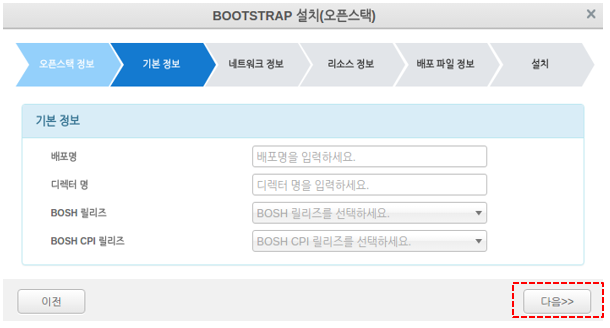 BOOTSTRAP 설치(오픈스택)
×
오픈스택 정보
기본 정보
네트워크 정보
리소스 정보
배포 파일 정보
설치
기본 정보
배포명
배포명을 입력하세요.
디렉터 명
디렉터 명을 입력하세요.
BOSH 릴리즈
BOSH 릴리즈를 선택하세요.
BOSH CPI 릴리즈
BOSH CPI 릴리즈를 선택하세요.
이전
다음>>